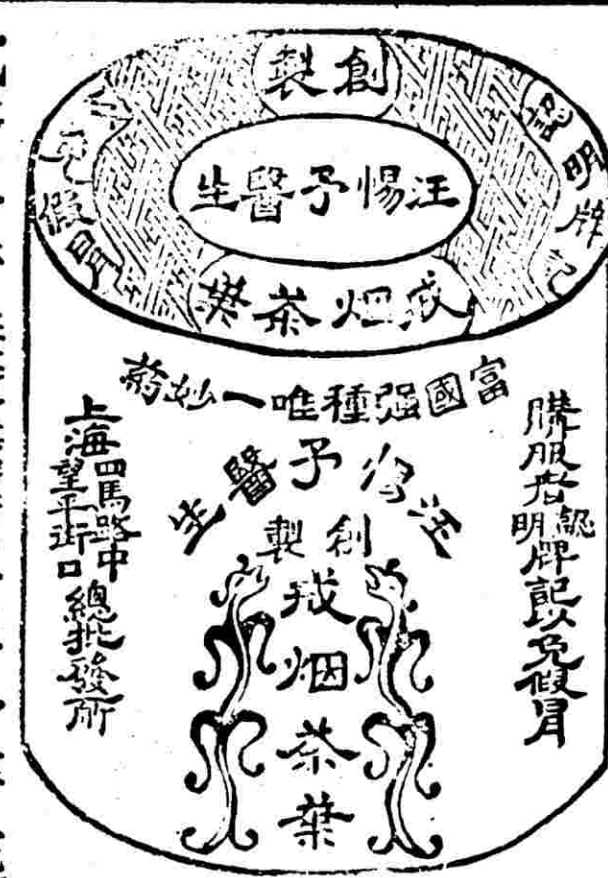 創製
汪惕予醫生
戒烟茶葉
認明牌記
以免假冒
富國强種唯一妙葯
汪惕予醫生
創製
戒烟茶葉
購服者認明牌記以免假冒
上海四馬路中望平街口總批發所